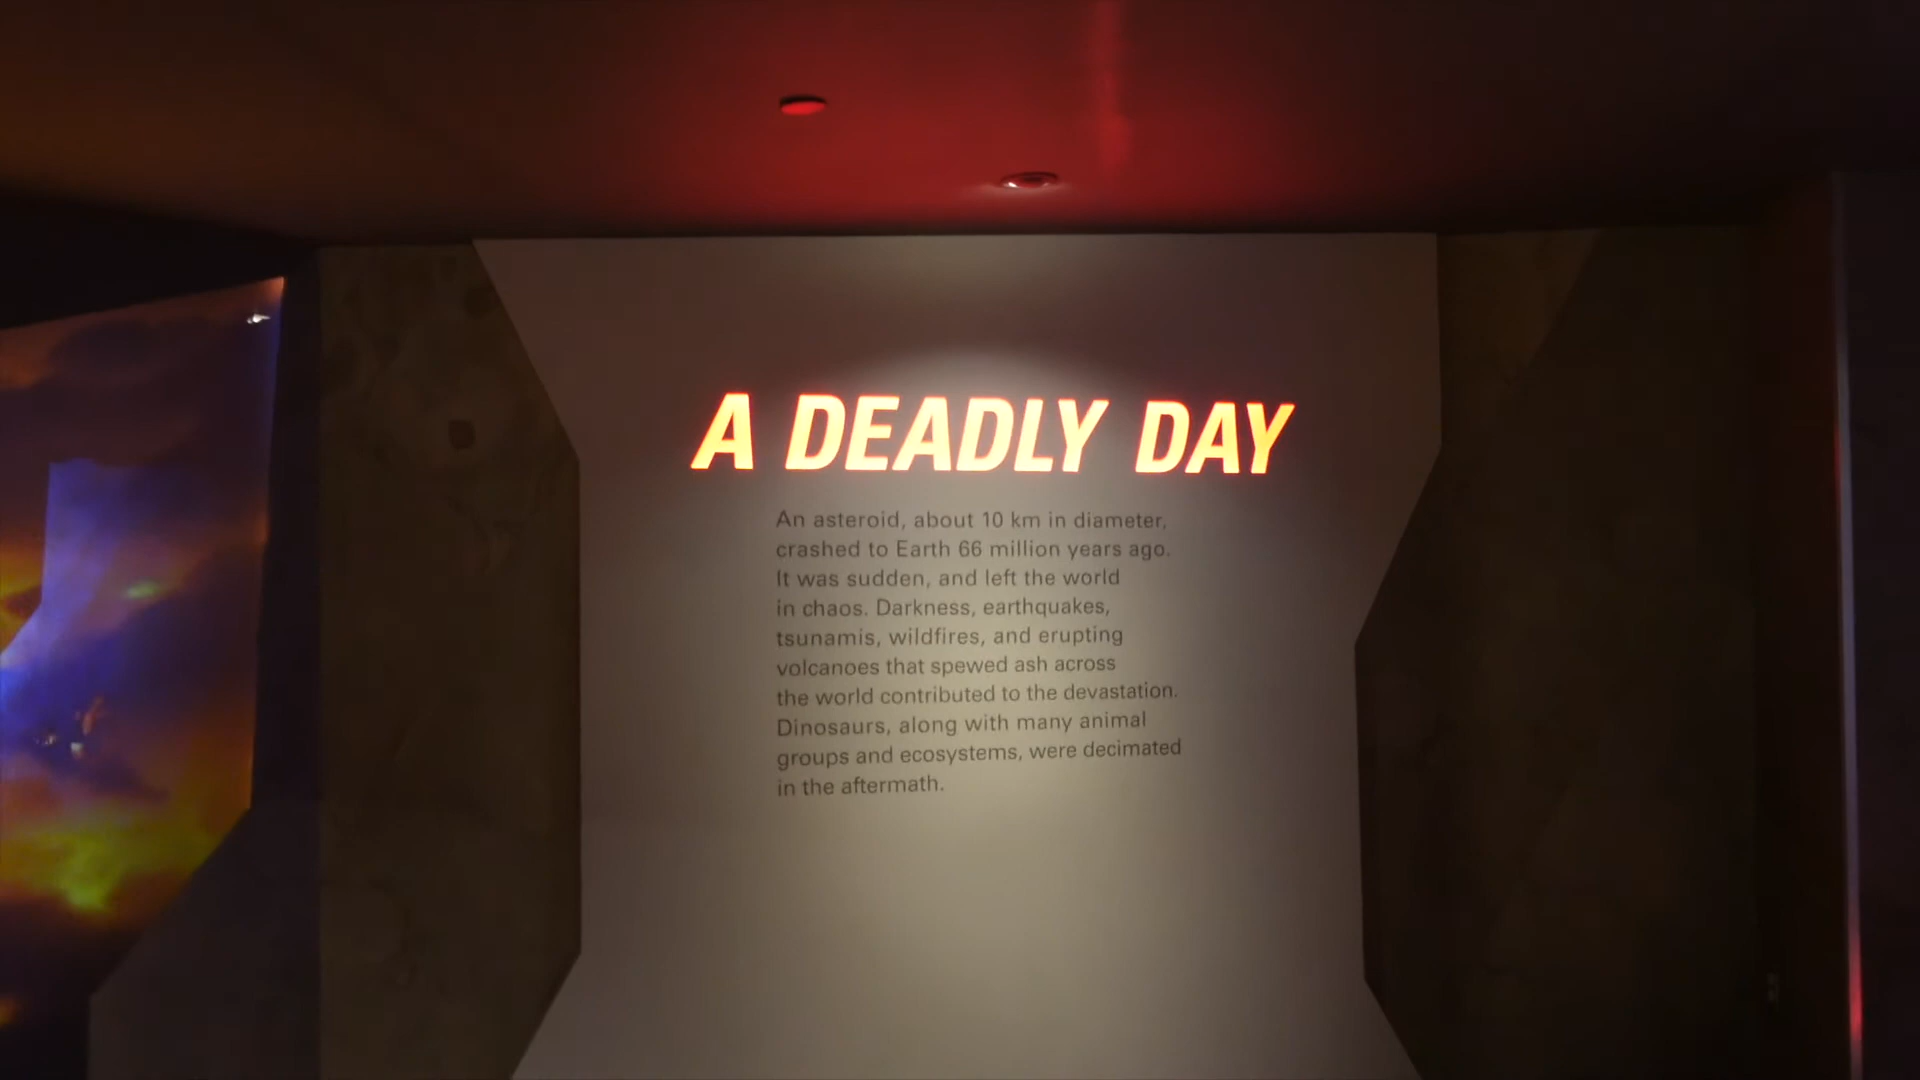 A DEADLY DAY
An asteroid, about 10 km in diameter,
crashed to Earth 66 million years ago.
It was sudden, and left the world
in chaos. Darkness, earthquakes,
tsunamis, wildfires, and erupting
volcanoes that spewed ash across
the world contributed to the devastation.
Dinosaurs, along with many animal
groups and ecosystems, were decimated
in the aftermath.